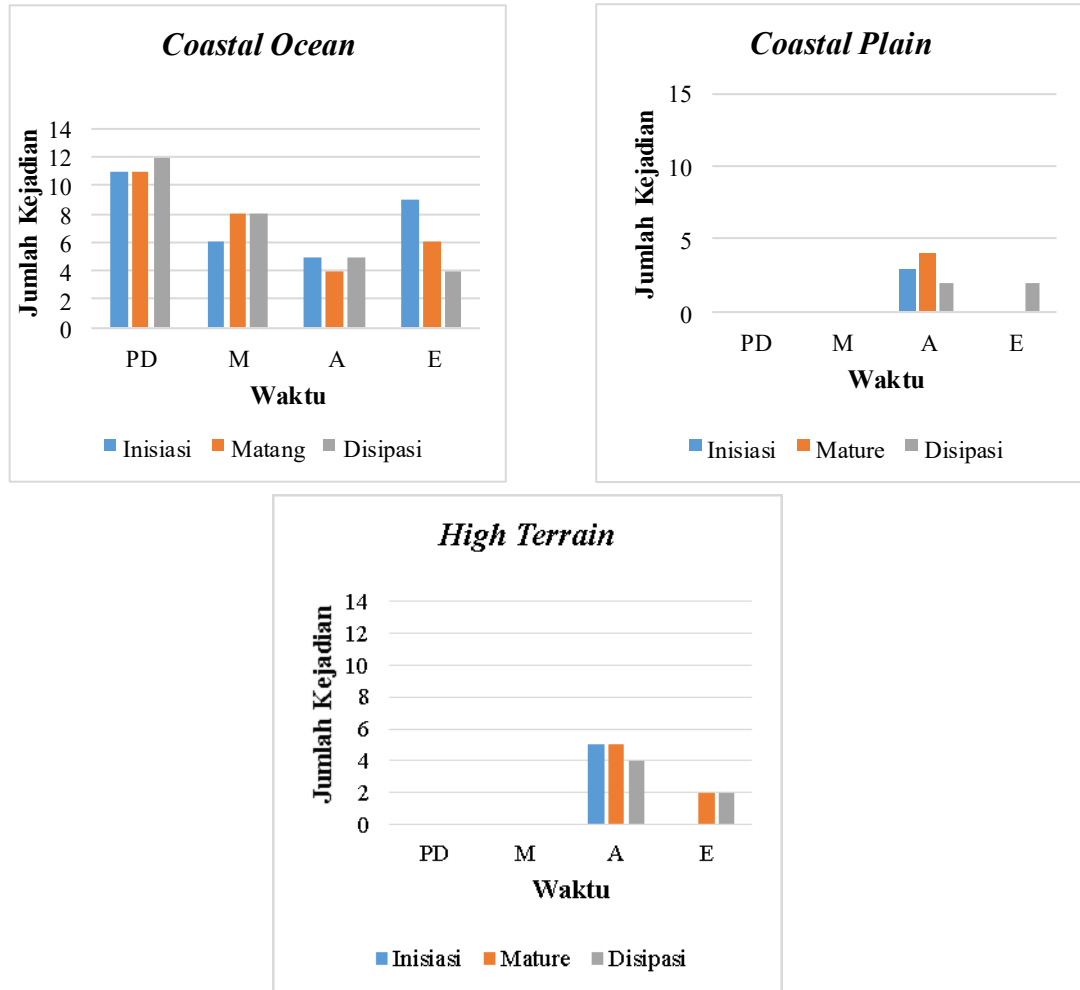 Coastal Ocean
Jumlah Kejadian
14
12
10
8
6
4
2
0
PD M A E
Waktu
Inisiasi Matang Disipasi
Coastal Plain
Jumlah Kejadian
15
10
5
0
PD M A E
Waktu
Inisiasi Mature Disipasi
High Terrain
Jumlah Kejadian
14
12
10
8
6
4
2
0
PD M A E
Waktu
Inisiasi Mature Disipasi